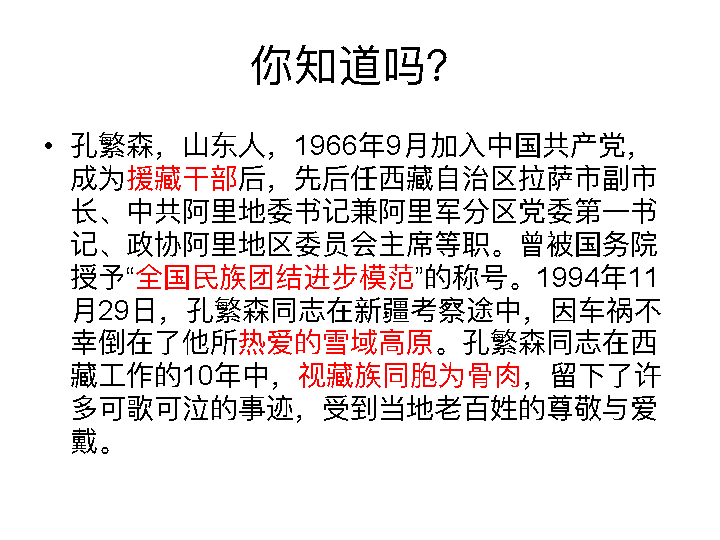 你知道吗?
• 孔繁森，山东人，1966年9月加入中国共产党，
成为援藏干部后，先后任西藏自治区拉萨市副市
长、中共阿里地委书记兼阿里军分区党委第一书
记、政协阿里地区委员会主席等职。曾被国务院
授予“全国民族团结进步模范”的称号。1994年11
月29日，孔繁森同志在新疆考察途中，因车祸不
幸倒在了他所热爱的雪域高原。孔繁森同志在西
藏工作的10年中，视藏族同胞为骨肉，留下了许
多可歌可泣的事迹，受到当地老百姓的尊敬与爱
戴。